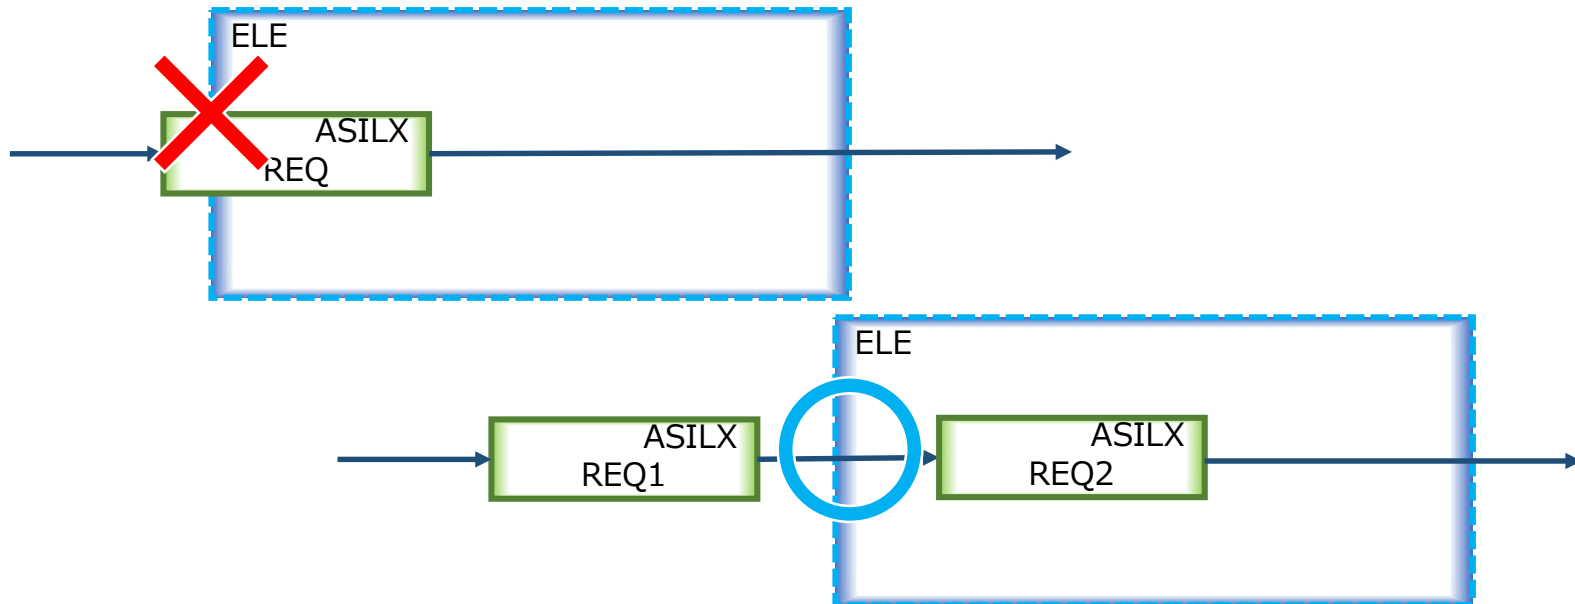 ELE
ASILX
REQ
ELE
ASILX
REQ1
ASILX
REQ2